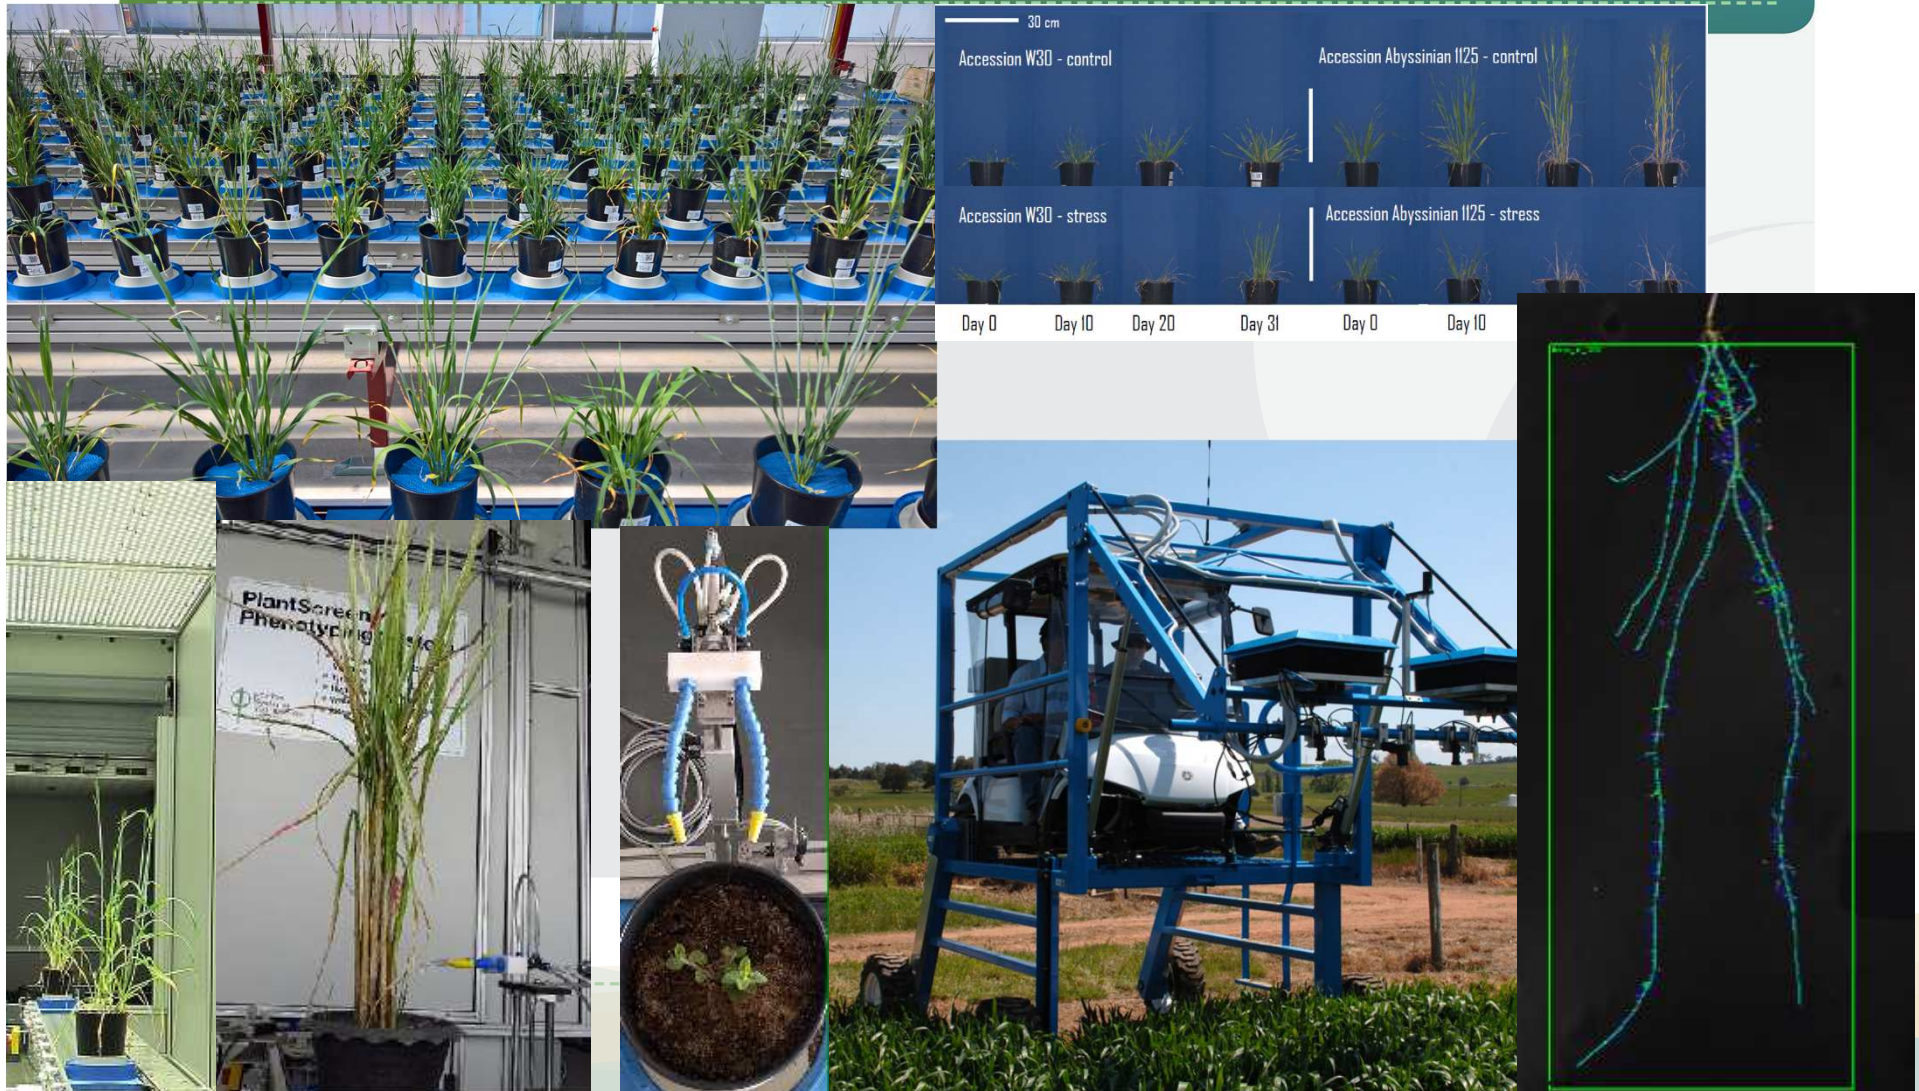 30 cm
Accession W30 - control
Accession Abyssinian 1125 - control
Accession W30 - stress
Accession Abyssinian 1125 - stress
Day 0
Day 10
Day 20
Day 31
Day 0
Day 10
PlantScreen
Phenotyping